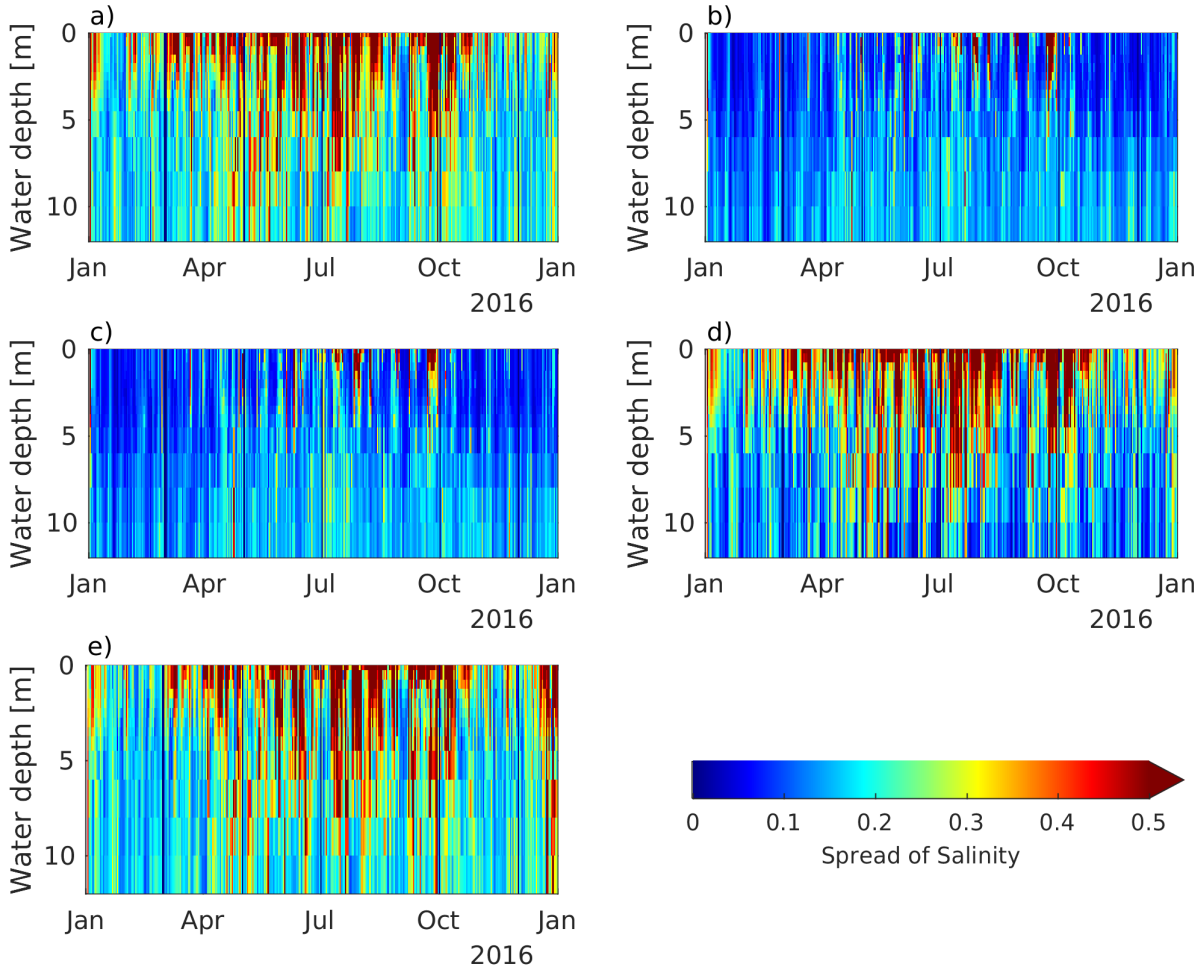 a)
0
5
10
Water depth [m]
Jan Apr Jul Oct Jan
2016
b)
0
5
10
Water depth [m]
Jan Apr Jul Oct Jan
2016
c)
0
5
10
Water depth [m]
Jan Apr Jul Oct Jan
2016
d)
0
5
10
Water depth [m]
Jan Apr Jul Oct Jan
2016
e)
0
5
10
Water depth [m]
Jan Apr Jul Oct Jan
2016
0 0.1 0.2 0.3 0.4 0.5
Spread of Salinity